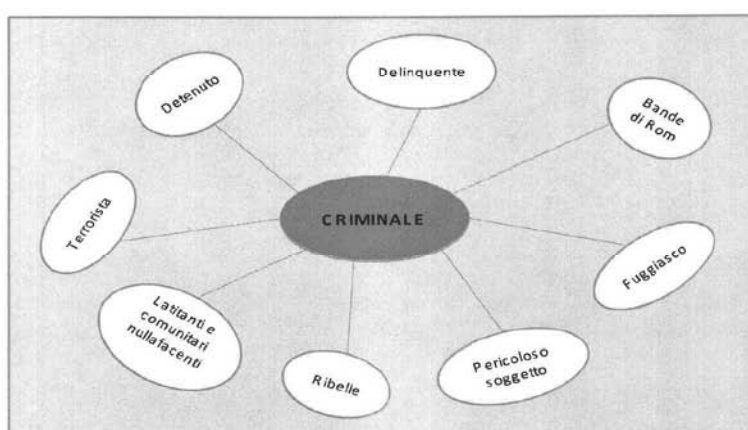 Delinquente
Detenuto
Bande
di Rom
CRIMINALE
Terrorista
Fuggiasco
Latitanti e
comunitari
nullafacenti
Ribelle
Pericoloso
soggetto